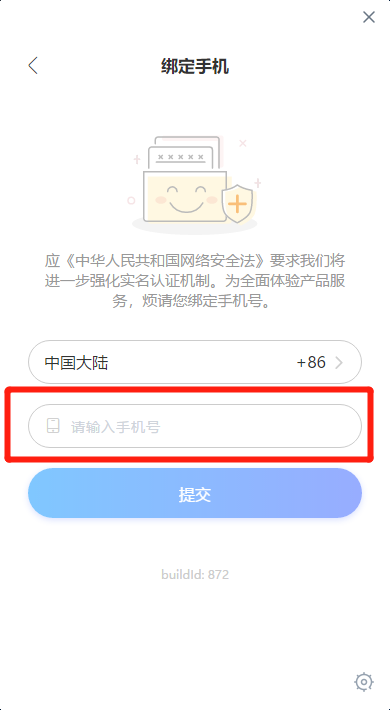 绑定手机
应《中华人民共和国网络安全法》要求我们将
进一步强化实名认证机制。为全面体验产品服
务，烦请您绑定手机号。
中国大陆 +86
请输入手机号
提交
buildId: 872